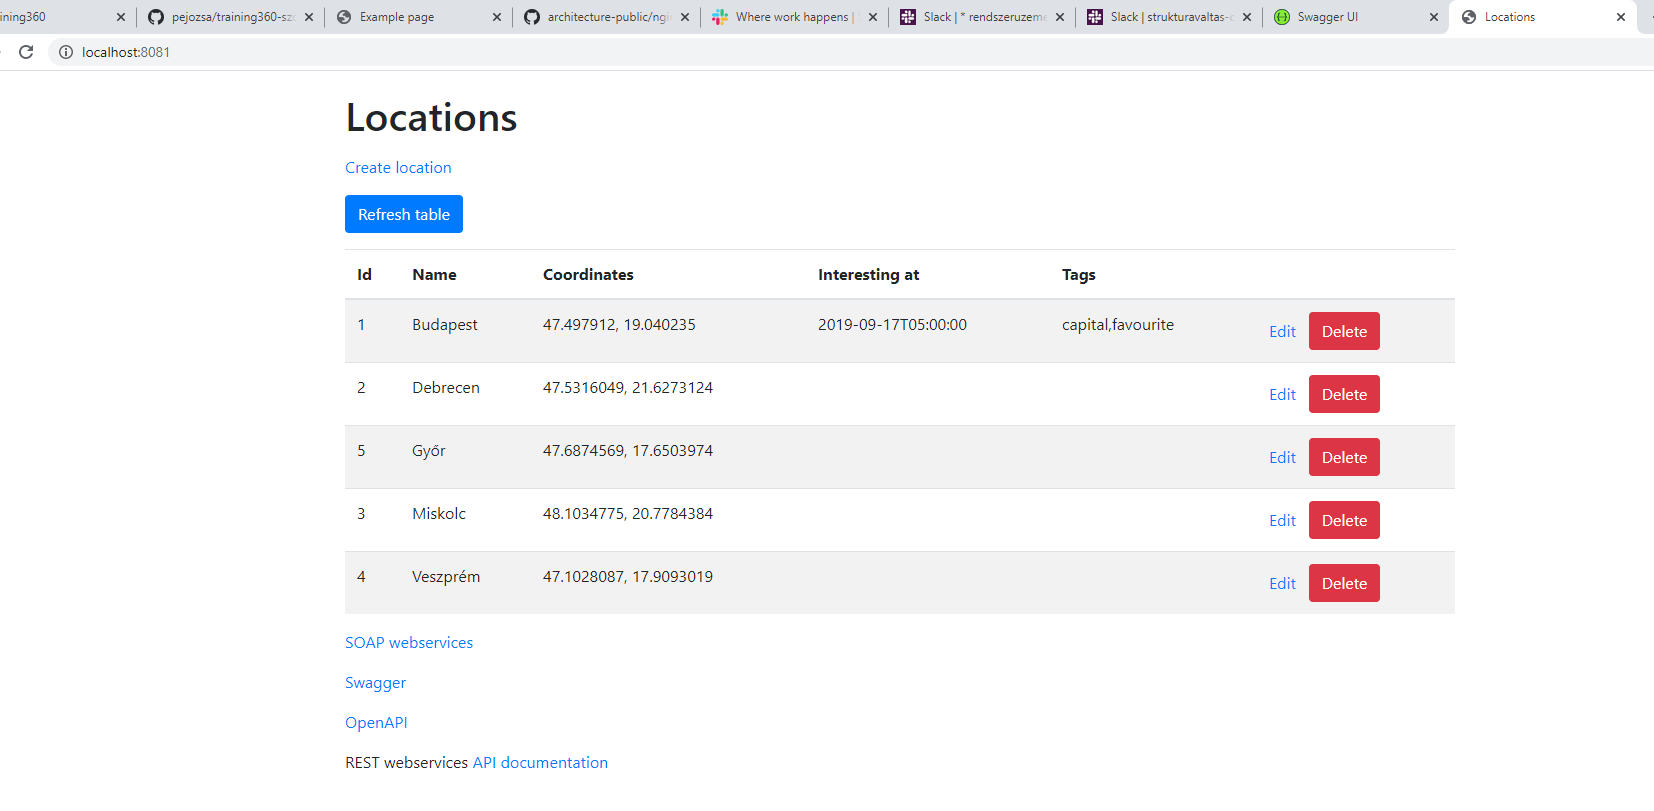 ining360
pejozsa/training360-sz
Example page
architecture-public/ngi
Where work happens |
Slack | * rendszeruzem
Slack | strukturavaltas-
Swagger UI
Locations
localhost:8081
Locations
Create location
Refresh table
Id Name Coordinates Interesting at Tags
1 Budapest 47.497912, 19.040235 2019-09-17T05:00:00 capital,favourite Edit Delete
2 Debrecen 47.5316049, 21.6273124 Edit Delete
5 Győr 47.6874569, 17.6503974 Edit Delete
3 Miskolc 48.1034775, 20.7784384 Edit Delete
4 Veszprém 47.1028087, 17.9093019 Edit Delete
SOAP webservices
Swagger
OpenAPI
REST webservices API documentation